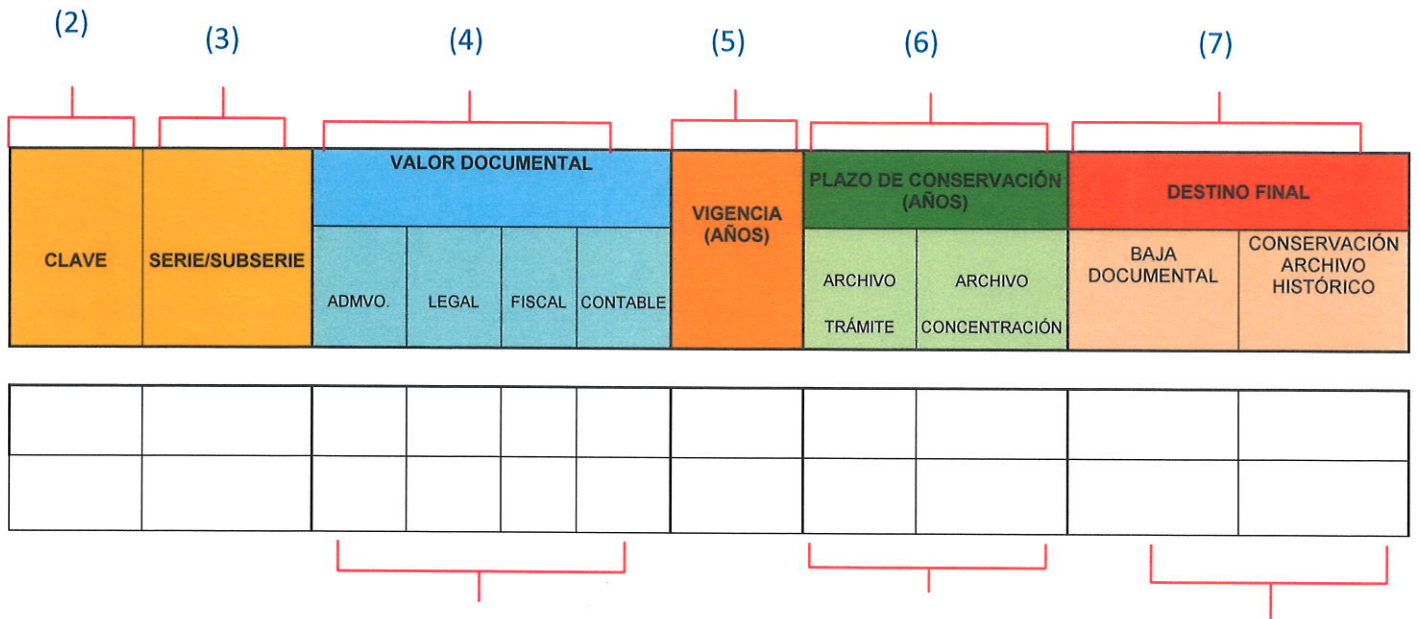 (2)
(3)
(4)
(5)
(6)
(7)
CLAVE
SERIE/SUBSERIE
VALOR DOCUMENTAL
ADMVO.
LEGAL
FISCAL
CONTABLE
VIGENCIA
(AÑOS)
PLAZO DE CONSERVACIÓN
(AÑOS)
ARCHIVO
TRÁMITE
ARCHIVO
CONCENTRACIÓN
DESTINO FINAL
BAJA
DOCUMENTAL
CONSERVACIÓN
ARCHIVO
HISTÓRICO